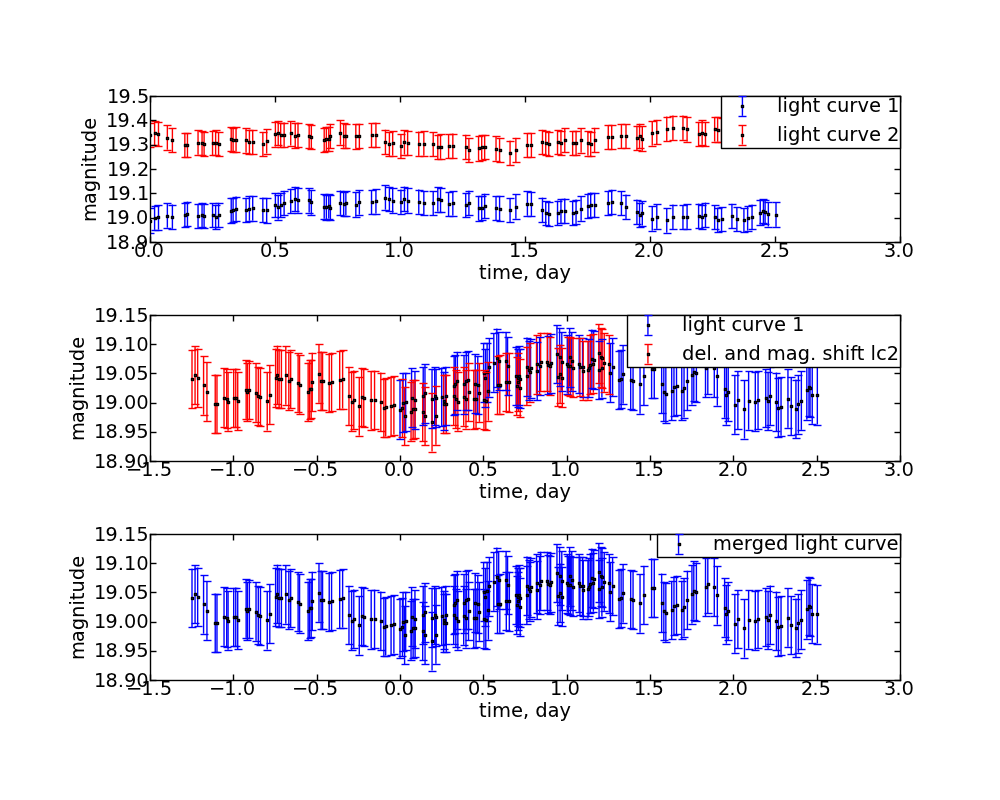 19.5
19.4
19.3
19.2
19.1
19.0
18.9
magnitude
light curve 1
light curve 2
0.0 0.5 1.0 1.5 2.0 2.5 3.0
time, day
19.15
19.10
19.05
19.00
18.95
18.90
magnitude
light curve 1
del. and mag. shift lc2
−1.5 −1.0 −0.5 0.0 0.5 1.0 1.5 2.0 2.5 3.0
time, day
19.15
19.10
19.05
19.00
18.95
18.90
magnitude
merged light curve
−1.5 −1.0 −0.5 0.0 0.5 1.0 1.5 2.0 2.5 3.0
time, day